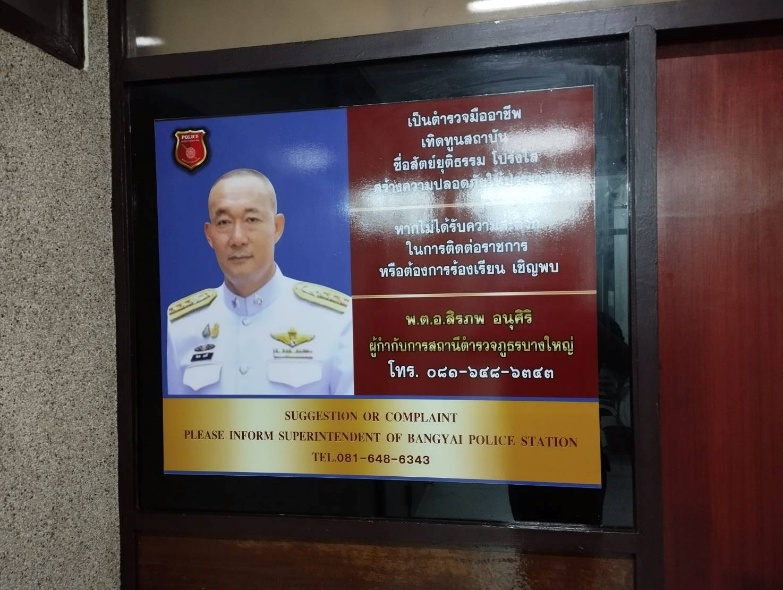 POLICE
เป็นตำรวจมืออาชีพ
เทิดทูนสถาบัน
ซื่อสัตย์ยุติธรรม โปร่งใส
สร้างความปลอดภัย
หากไม่ได้รับความ
ในการติดต่อราชการ
หรือต้องการร้องเรียน เชิญพบ
พ.ต.อ.สิรภพ อนุศิริ
ผู้กำกับการสถานีตำรวจภูธรบางใหญ่
โทร. ๐๘๑-๖๔๘-๖๓๔๓
SUGGESTION OR COMPLAINT
PLEASE INFORM SUPERINTENDENT OF BANGYAI POLICE STATION
TEL.081-648-6343